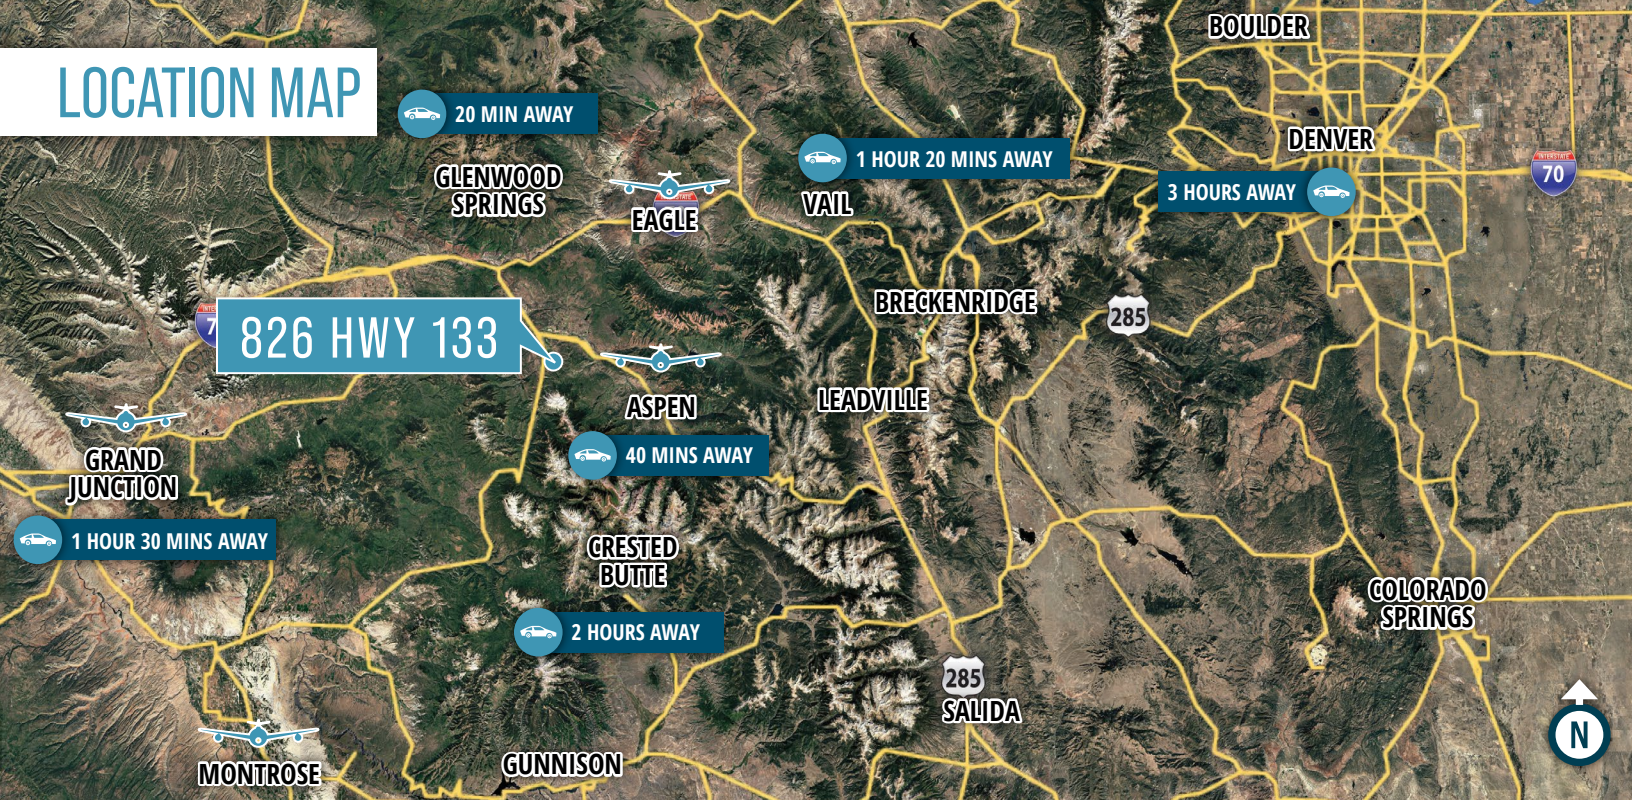 BOULDER
LOCATION MAP
20 MIN AWAY
DENVER
1 HOUR 20 MINS AWAY
INTERSTATE
70
GLENWOOD
SPRINGS
3 HOURS AWAY
VAIL
EAGLE
BRECKENRIDGE
285
7
826 HWY 133
LEADVILLE
ASPEN
40 MINS AWAY
GRAND
JUNCTION
1 HOUR 30 MINS AWAY
CRESTED
BUTTE
COLORADO
SPRINGS
2 HOURS AWAY
285
SALIDA
N
GUNNISON
MONTROSE